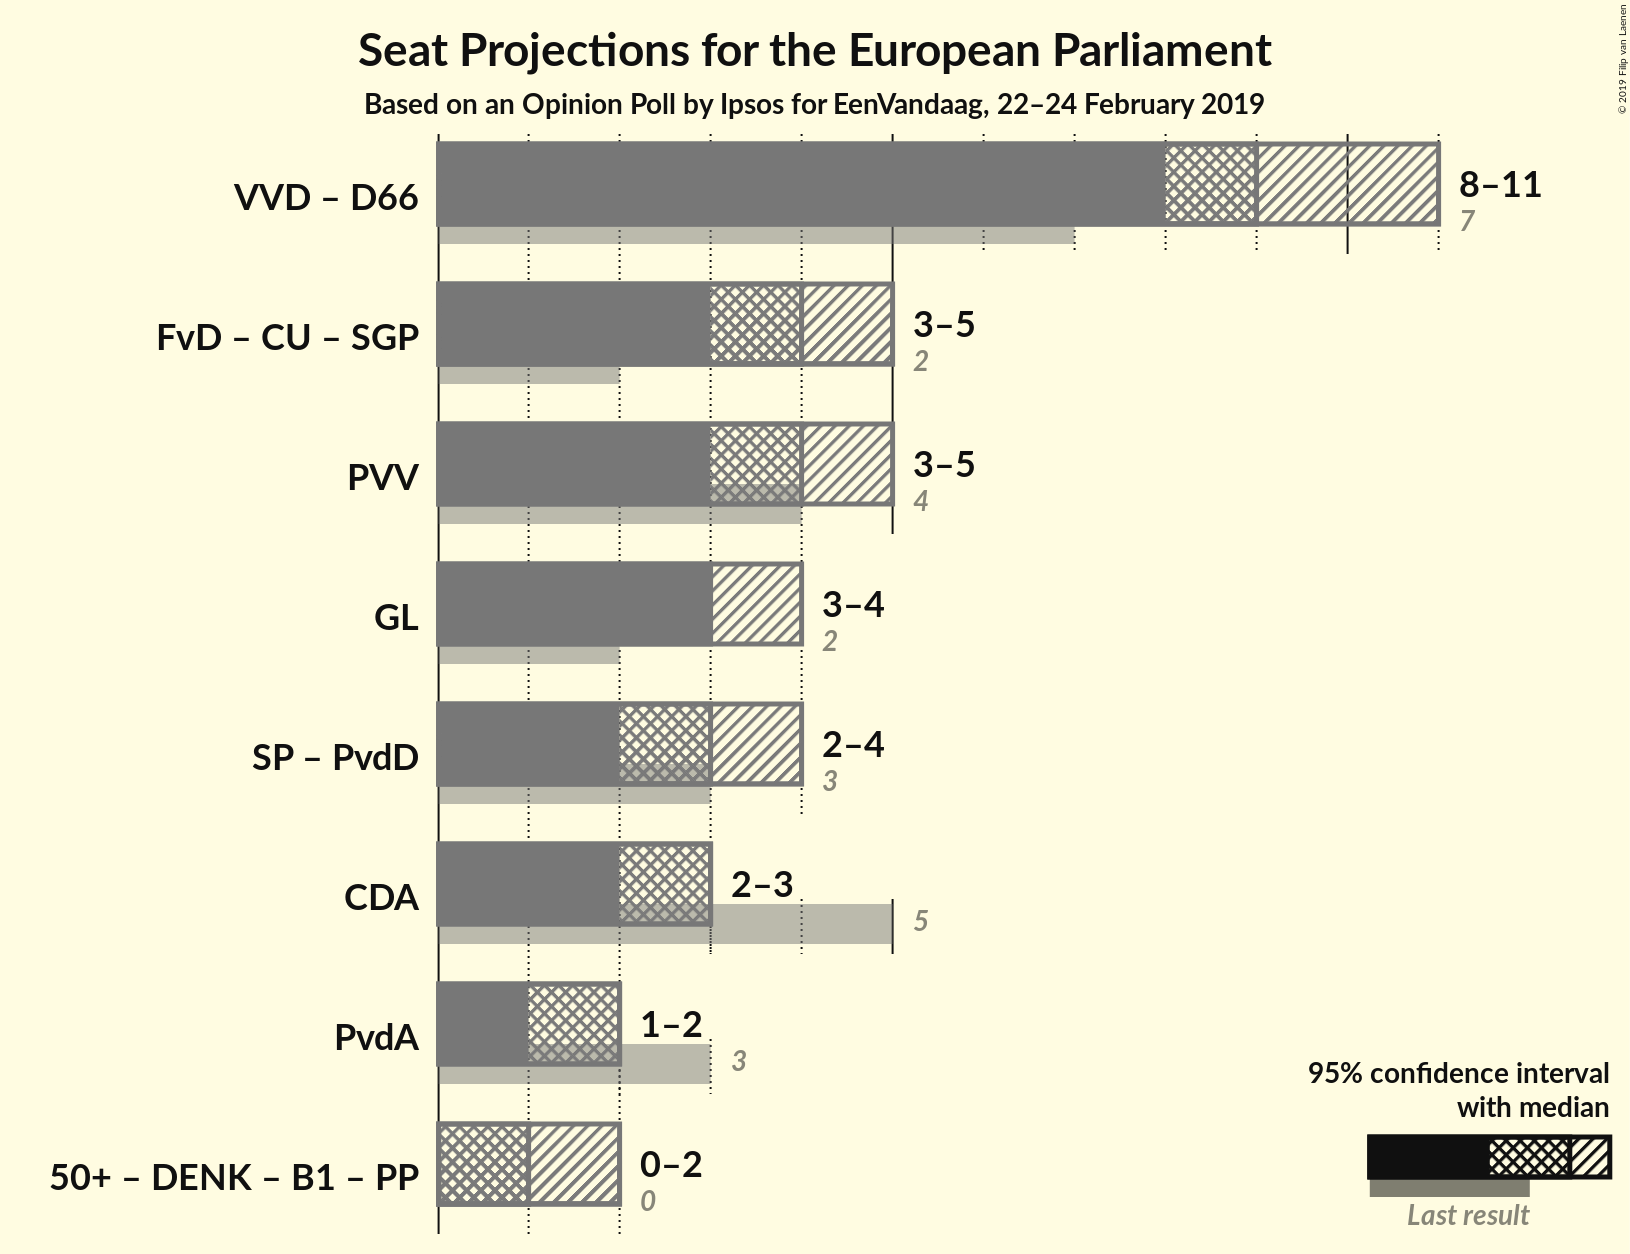 Seat Projections for the European Parliament
Based on an Opinion Poll by Ipsos for EenVandaag, 22–24 February 2019
© 2019 Filip van Laenen
VVD – D66
8–11
7
FvD – CU – SGP
3–5
2
PVV
3–5
4
GL
3–4
2
SP – PvdD
2–4
3
CDA
2–3
5
PvdA
1–2
3
50+ – DENK – B1 – PP
0–2
0
95% confidence interval
with median
Last result